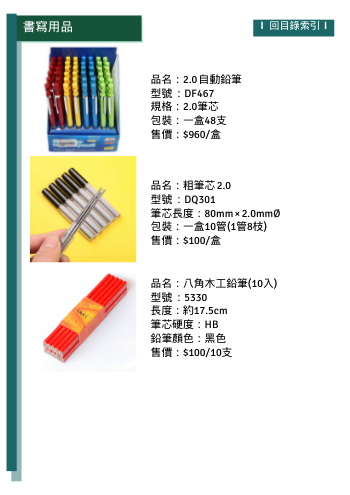 書寫用品
I 回目錄索引 I
品名：2.0自動鉛筆
型號：DF467
規格：2.0筆芯
包裝：一盒48支
售價：$960/盒
品名：粗筆芯2.0
型號：DQ301
筆芯長度：80mm×2.0mmØ
包裝：一盒10管(1管8枝)
售價：$100/盒
品名：八角木工鉛筆(10入)
型號：5330
長度：約17.5cm
筆芯硬度：HB
鉛筆顏色：黑色
售價：$100/10支